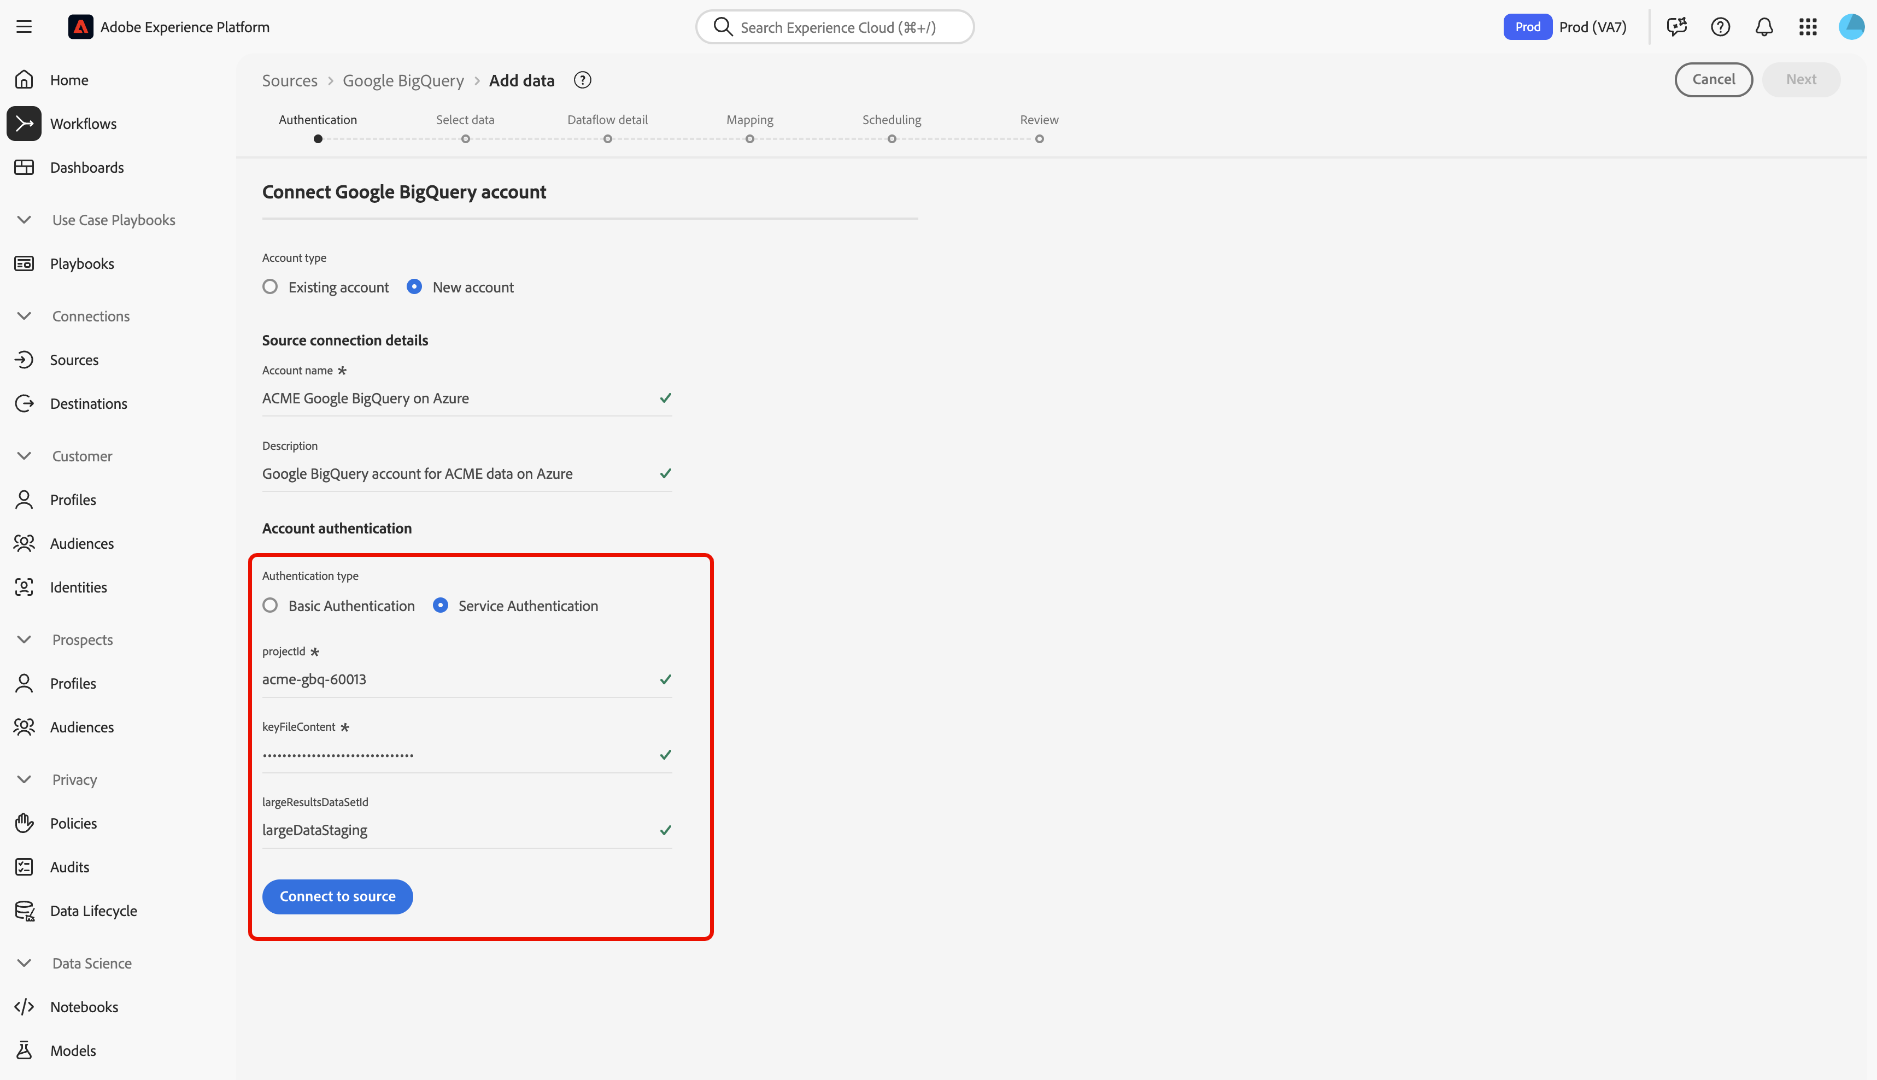 Adobe Experience Platform
Search Experience Cloud (⌘+/)
Prod
Prod (VA7)
Home
Workflows
Dashboards
Use Case Playbooks
Playbooks
Connections
Sources
Destinations
Customer
Profiles
Audiences
Identities
Prospects
Profiles
Audiences
Privacy
Policies
Audits
Data Lifecycle
Data Science
Notebooks
Models
Sources > Google BigQuery > Add data
Cancel
Next
Authentication
Select data
Dataflow detail
Mapping
Scheduling
Review
Connect Google BigQuery account
Account type
Existing account
New account
Source connection details
Account name *
ACME Google BigQuery on Azure
Description
Google BigQuery account for ACME data on Azure
Account authentication
Authentication type
Basic Authentication
Service Authentication
projectId *
acme-gbq-60013
keyFileContent *
•••••••••••••••••••••••••••••••
largeResultsDataSetId
largeDataStaging
Connect to source